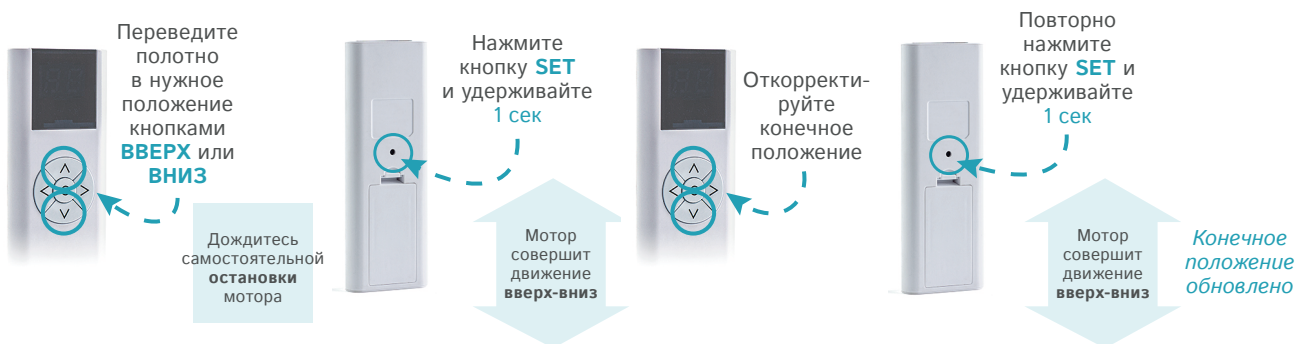 Переведите
полотно
в нужное
положение
кнопками
ВВЕРХ или
ВНИЗ
Дождитесь
самостоятельной
остановки
мотора
Нажмите
кнопку SET
и удерживайте
1 сек
Мотор
совершит
движение
вверх-вниз
Откорректи-
руйте
конечное
положение
Повторно
нажмите
кнопку SET и
удерживайте
1 сек
Мотор
совершит
движение
вверх-вниз
Конечное
положение
обновлено